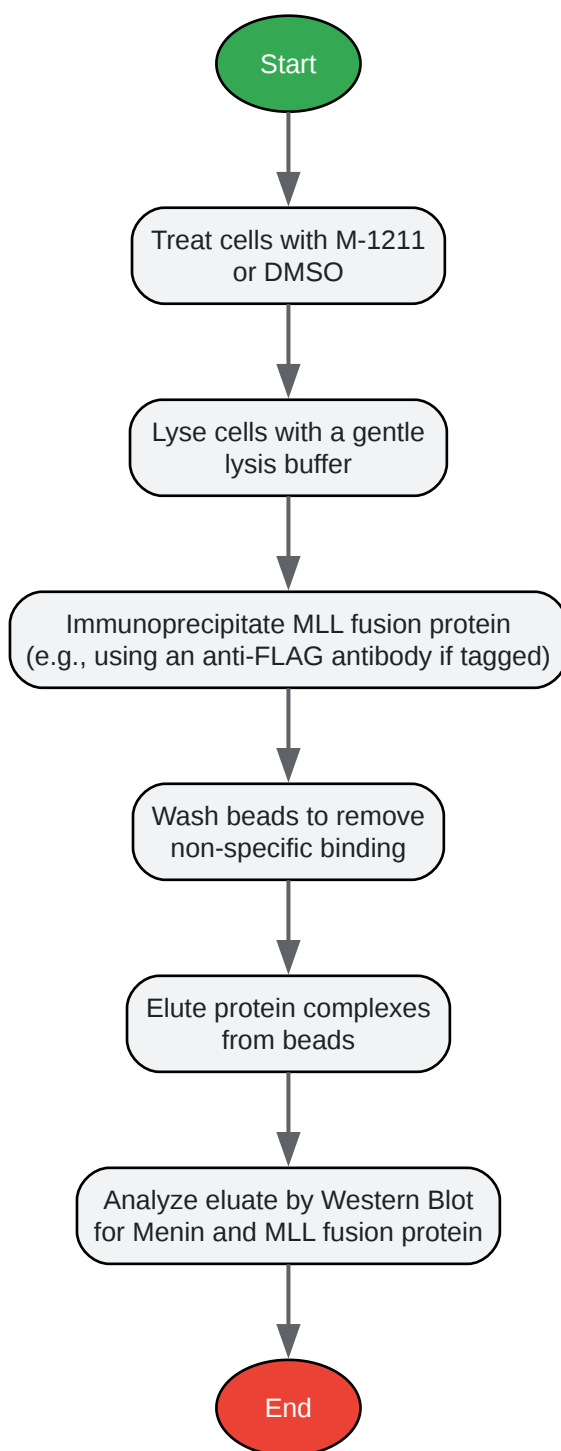 Start
Treat cells with M-1211
or DMSO
Lyse cells with a gentle
lysis buffer
Immunoprecipitate MLL fusion protein
(e.g., using an anti-FLAG antibody if tagged)
Wash beads to remove
non-specific binding
Elute protein complexes
from beads
Analyze eluate by Western Blot
for Menin and MLL fusion protein
End